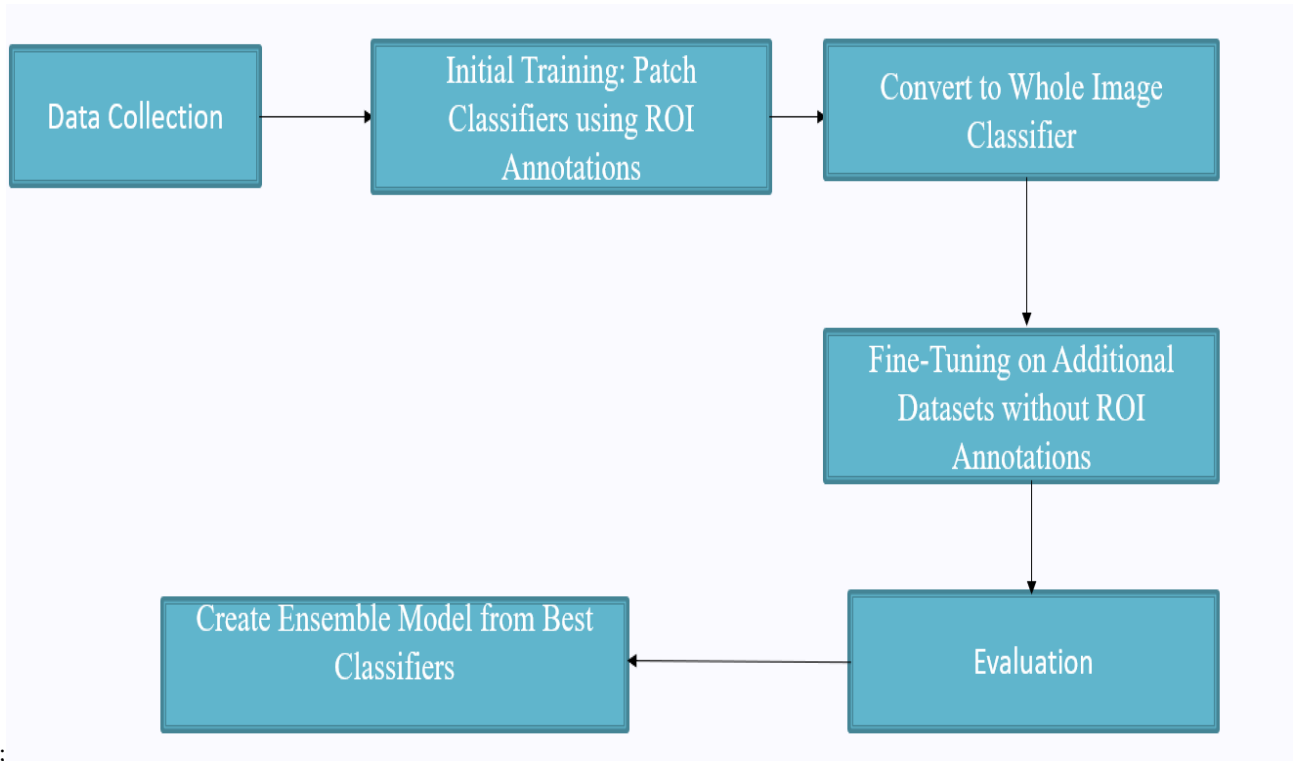 Data Collection
Initial Training: Patch
Classifiers using ROI
Annotations
Convert to Whole Image
Classifier
Fine-Tuning on Additional
Datasets without ROI
Annotations
Evaluation
Create Ensemble Model from Best
Classifiers
: